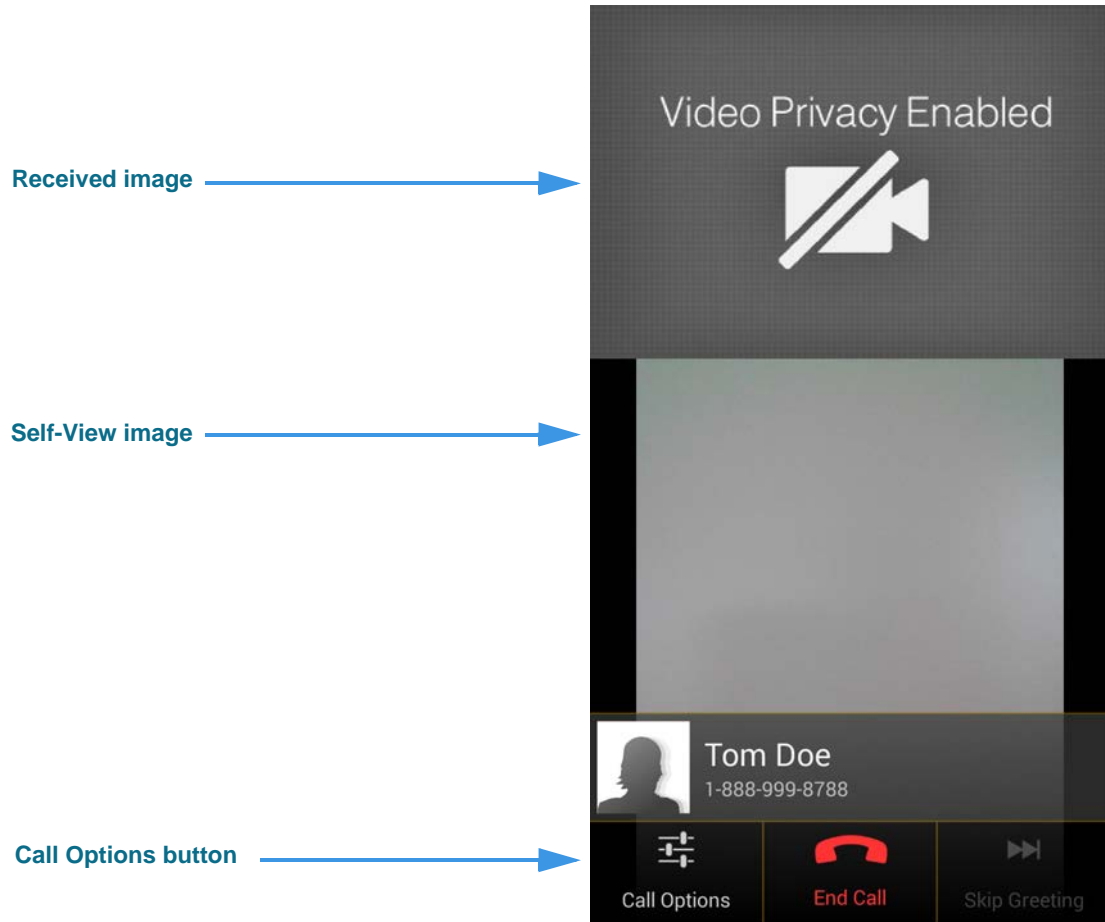 Video Privacy Enabled
Received image
Self-View image
Tom Doe
1-888-999-8788
Call Options button
Call Options
End Call
Skip Greeting